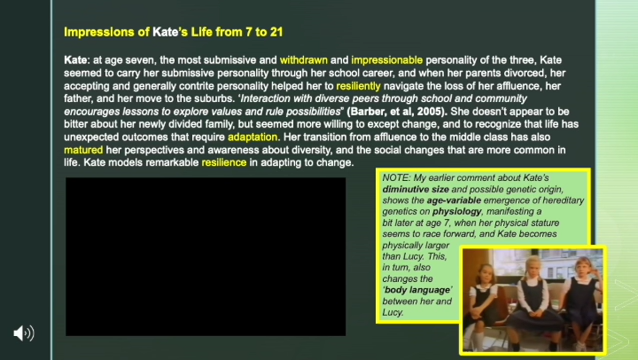 Impressions of Kate's Life from 7 to 21
Kate: at age seven, the most submissive and withdrawn and impressionable personality of the three, Kate
seemed to carry her submissive personality through her school career, and when her parents divorced, her
accepting and generally contrite personality helped her to resiliently navigate the loss of her affluence, her
father, and her move to the suburbs. 'Interaction with diverse peers through school and community
encourages lessons to explore values and rule possibilities" (Barber, et al, 2005). She doesn't appear to be
bitter about her newly divided family, but seemed more willing to except change, and to recognize that life has
unexpected outcomes that require adaptation. Her transition from affluence to the middle class has also
matured her perspectives and awareness about diversity, and the social changes that are more common in
life. Kate models remarkable resilience in adapting to change.
NOTE: My earlier comment about Kate's
diminutive size and possible genetic origin,
shows the age-variable emergence of hereditary
genetics on physiology, manifesting a
bit later at age 7, when her physical stature
seems to race forward, and Kate becomes
physically larger
than Lucy. This,
in turn, also
changes the
'body language'
between her and
Lucy.